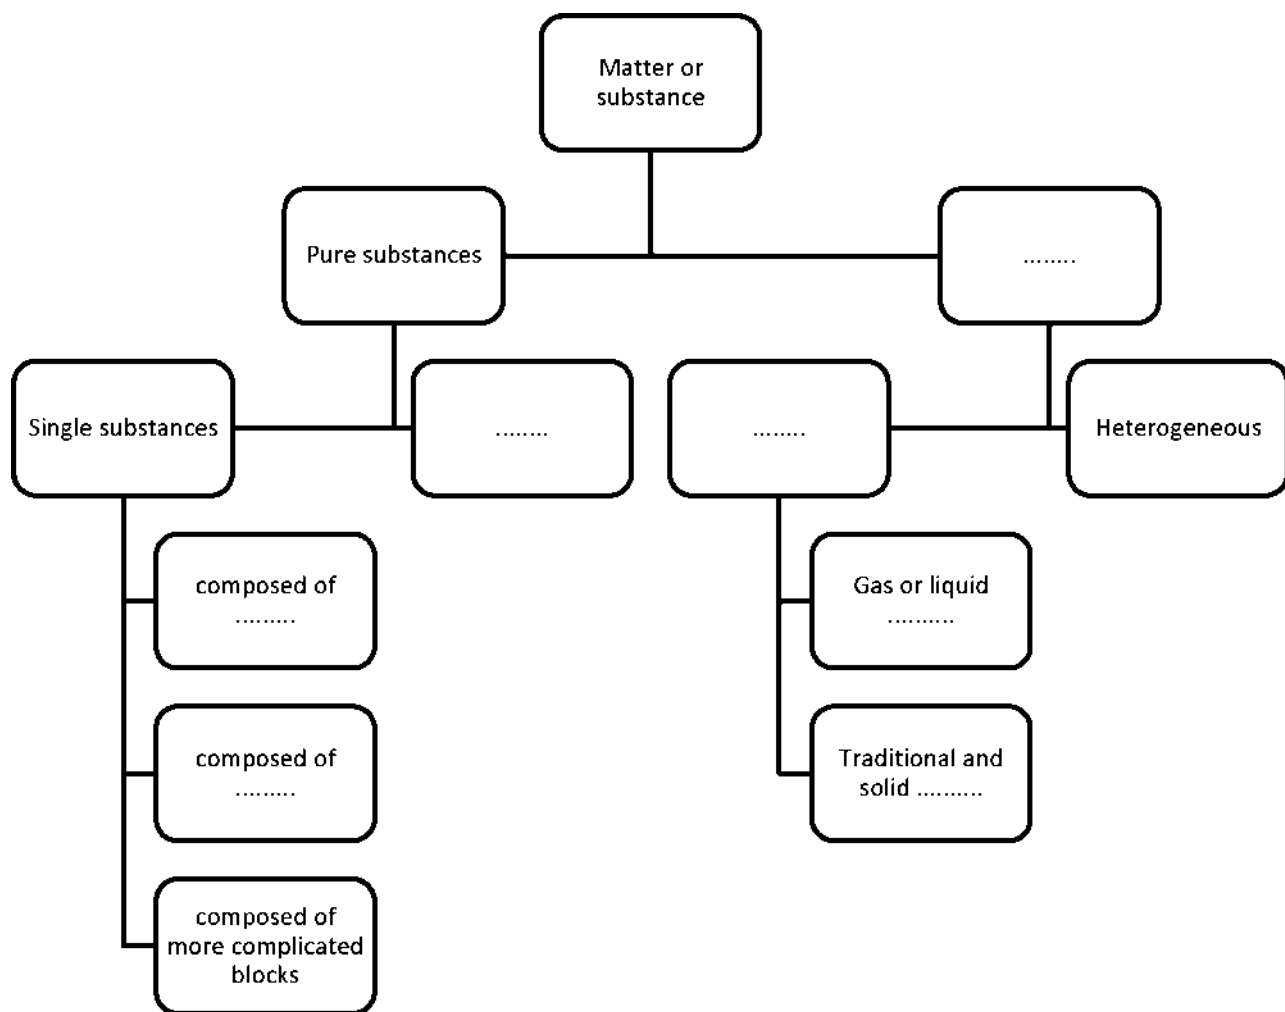 Matter or
substance
Pure substances
........
Single substances
........
........
Heterogeneous
composed of
.........
Gas or liquid
..........
composed of
.........
Traditional and
solid ..........
composed of
more complicated
blocks